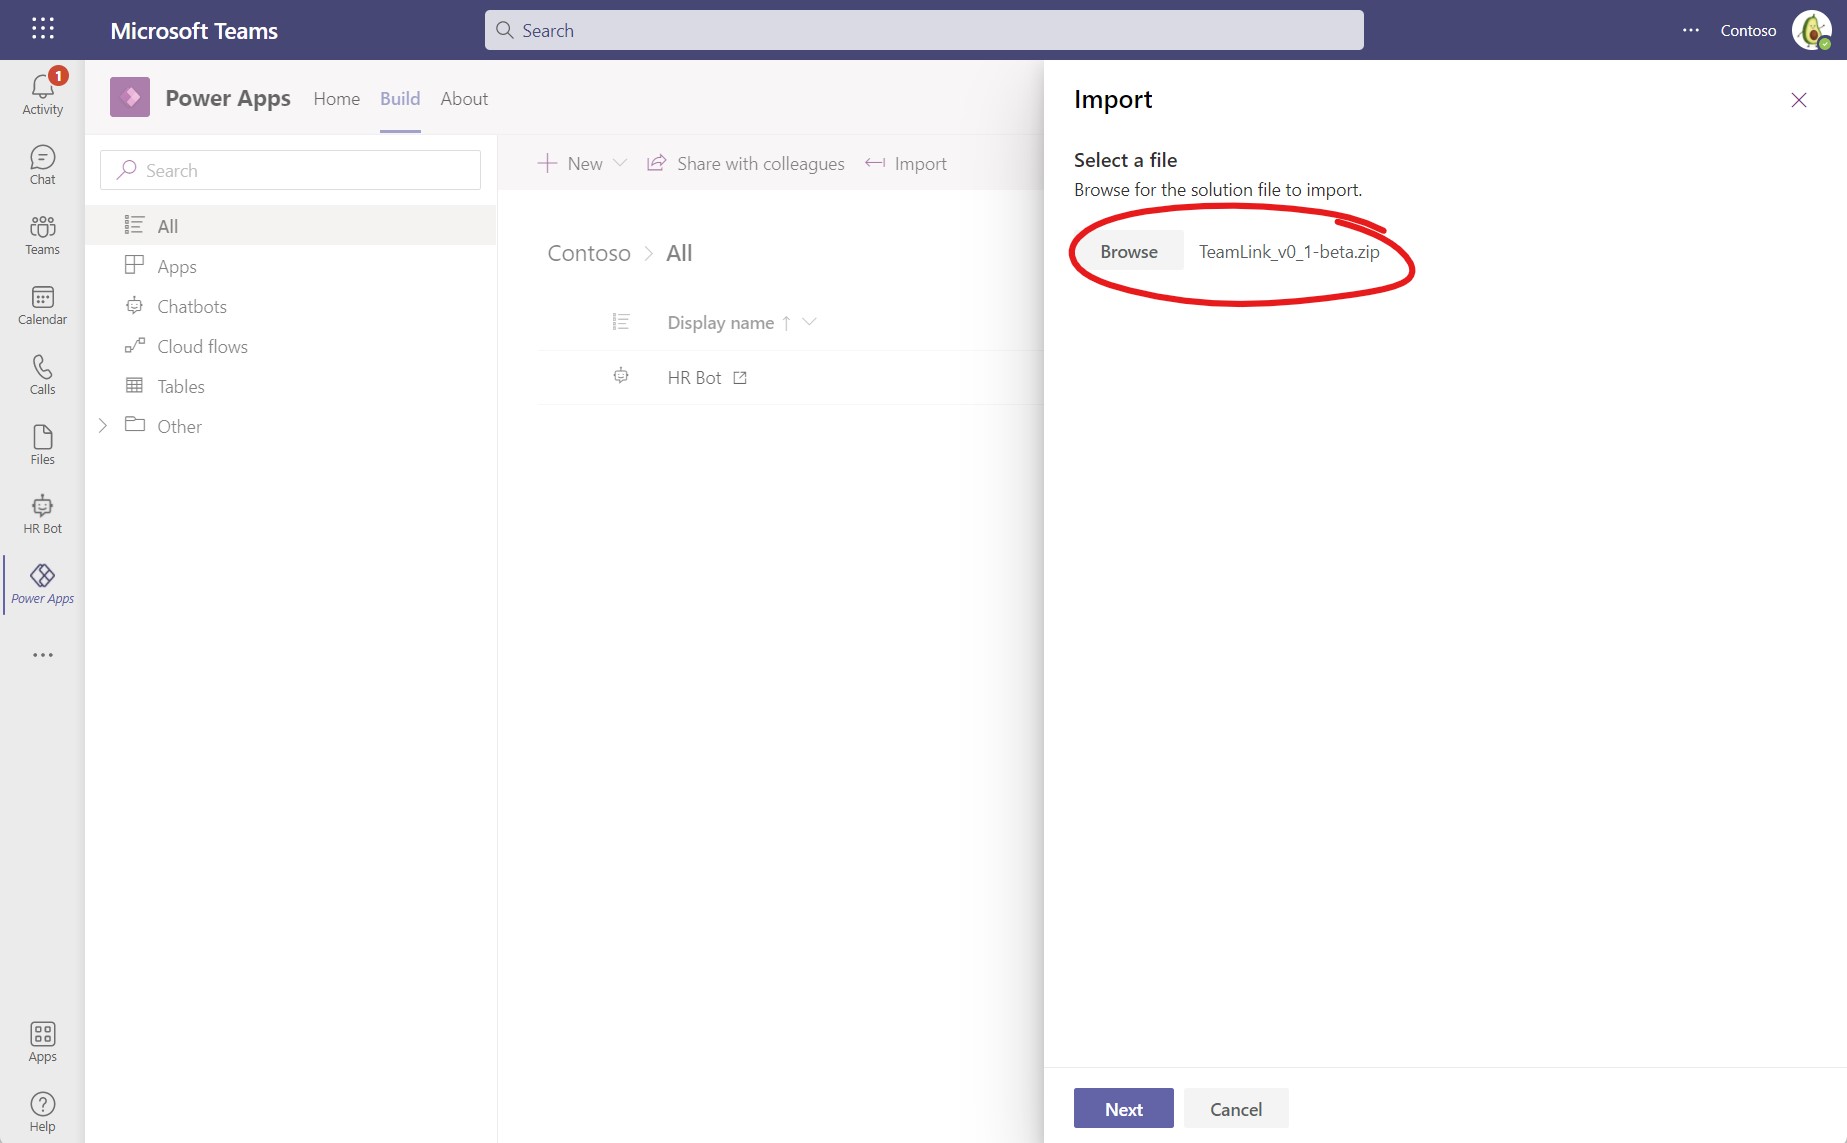 Microsoft Teams
Search
Contoso
1
Activity
Chat
Teams
Calendar
Calls
Files
HR Bot
Power Apps
Apps
Help
Power Apps Home Build About
Search
All
Apps
Chatbots
Cloud flows
Tables
Other
New Share with colleagues Import
Contoso > All
Display name ↑
HR Bot
Import
Select a file
Browse for the solution file to import.
Browse TeamLink_v0_1-beta.zip
Next Cancel